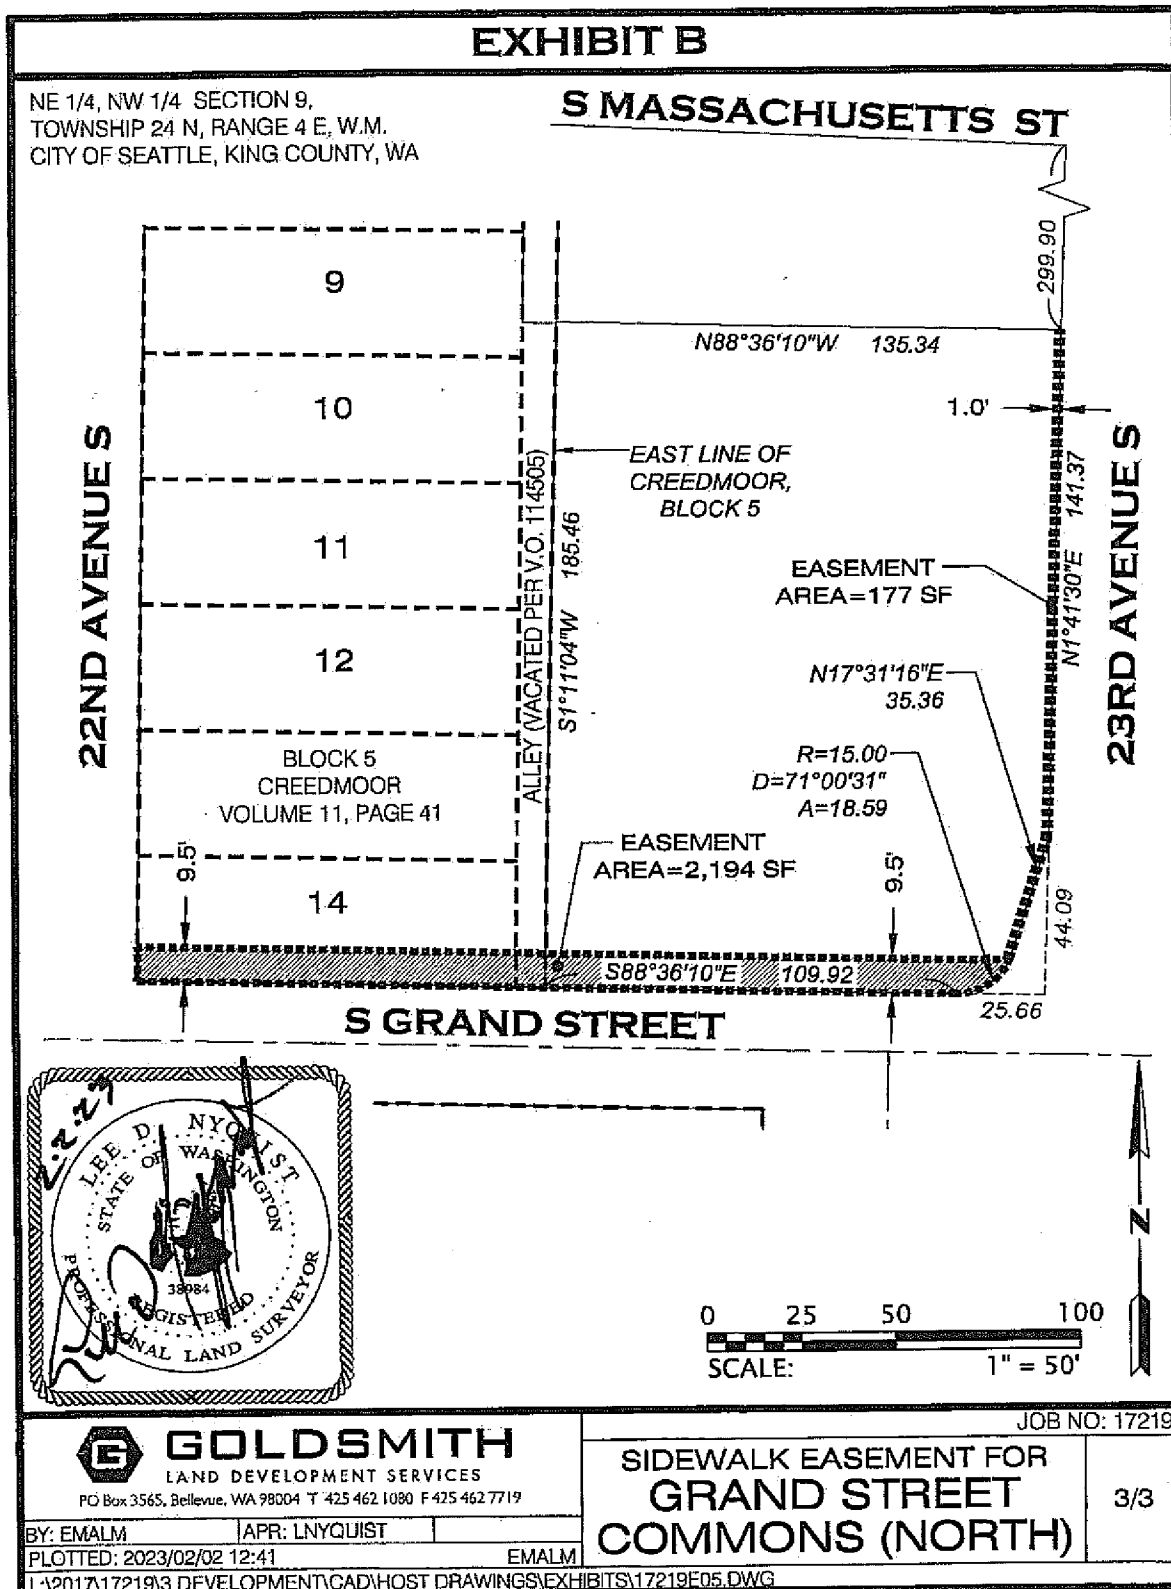 EXHIBIT B
NE 1/4, NW 1/4 SECTION 9,
TOWNSHIP 24 N, RANGE 4 E, W.M.
CITY OF SEATTLE, KING COUNTY, WA
S MASSACHUSETTS ST
299.90
9
N88°36'10"W 135.34
10
1.0'
22ND AVENUE S
ALLEY (VACATED PER V.O. 114505)
EAST LINE OF
CREEDMOOR,
BLOCK 5
S1°11'04"W 185.46
N1°41'30"E 141.37
23RD AVENUE S
11
EASEMENT
AREA=177 SF
12
N17°31'16"E
35.36
BLOCK 5
CREEDMOOR
VOLUME 11, PAGE 41
R=15.00
D=71°00'31"
A=18.59
9.5'
EASEMENT
AREA=2,194 SF
9.5'
14
44.09
S88°36'10"E 109.92
25.66
S GRAND STREET
2.2.23
LEE D. NYQUIST
STATE OF WASHINGTON
38984
REGISTERED
PROFESSIONAL LAND SURVEYOR
N
0 25 50 100
SCALE: 1" = 50'
JOB NO: 17219
G GOLDSMITH
LAND DEVELOPMENT SERVICES
PO Box 3565, Bellevue, WA 98004 T 425 462 1080 F 425 462 7719
SIDEWALK EASEMENT FOR
GRAND STREET
COMMONS (NORTH)
3/3
BY: EMALM APR: LNYQUIST
PLOTTED: 2023/02/02 12:41 EMALM
L:\2017\17219\3 DEVELOPMENT\CAD\HOST DRAWINGS\EXHIBITS\17219E05.DWG